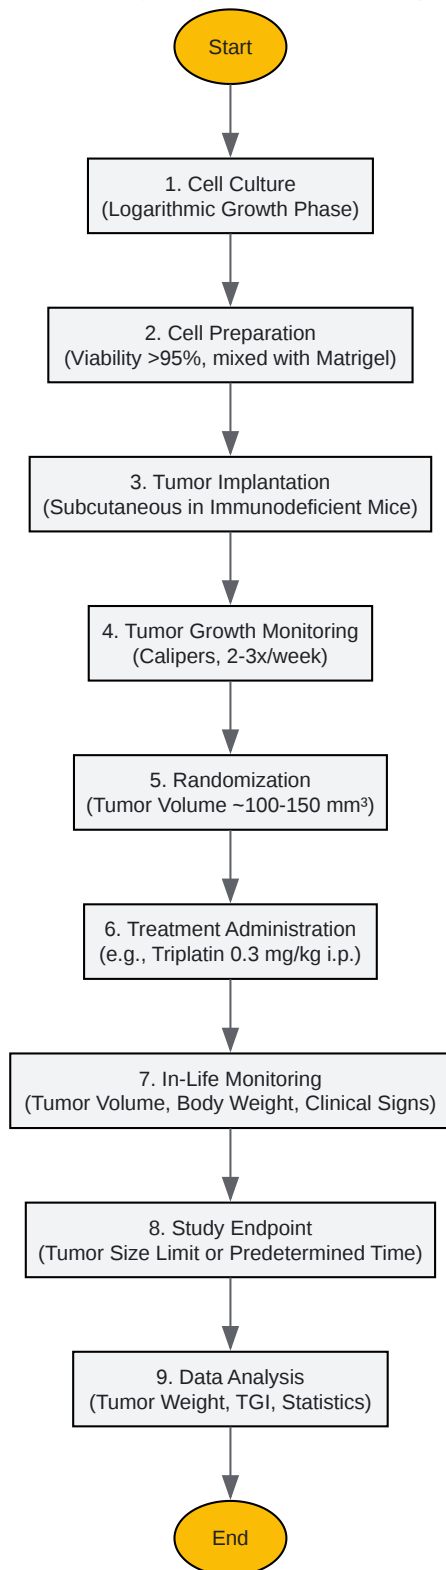 Start
1. Cell Culture
(Logarithmic Growth Phase)
2. Cell Preparation
(Viability >95%, mixed with Matrigel)
3. Tumor Implantation
(Subcutaneous in Immunodeficient Mice)
4. Tumor Growth Monitoring
(Calipers, 2-3x/week)
5. Randomization
(Tumor Volume ~100-150 mm³)
6. Treatment Administration
(e.g., Triplatin 0.3 mg/kg i.p.)
7. In-Life Monitoring
(Tumor Volume, Body Weight, Clinical Signs)
8. Study Endpoint
(Tumor Size Limit or Predetermined Time)
9. Data Analysis
(Tumor Weight, TGI, Statistics)
End